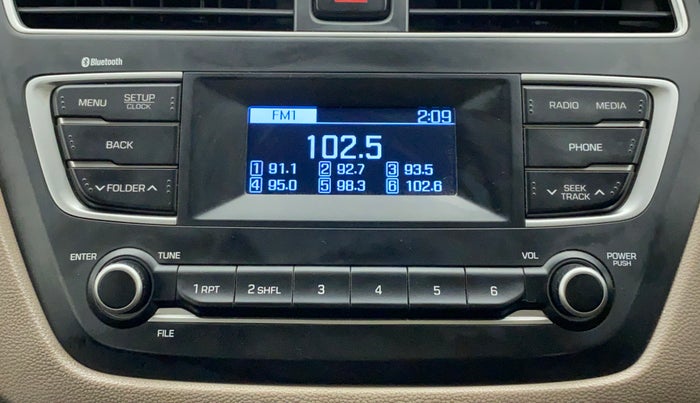 Bluetooth
MENU SETUP CLOCK
BACK
FOLDER
FM1 2:09
102.5
1 91.1 2 92.7 3 93.5
4 95.0 5 98.3 6 102.6
RADIO MEDIA
PHONE
SEEK TRACK
ENTER TUNE
FILE
1 RPT 2 SHFL 3 4 5 6
VOL POWER PUSH